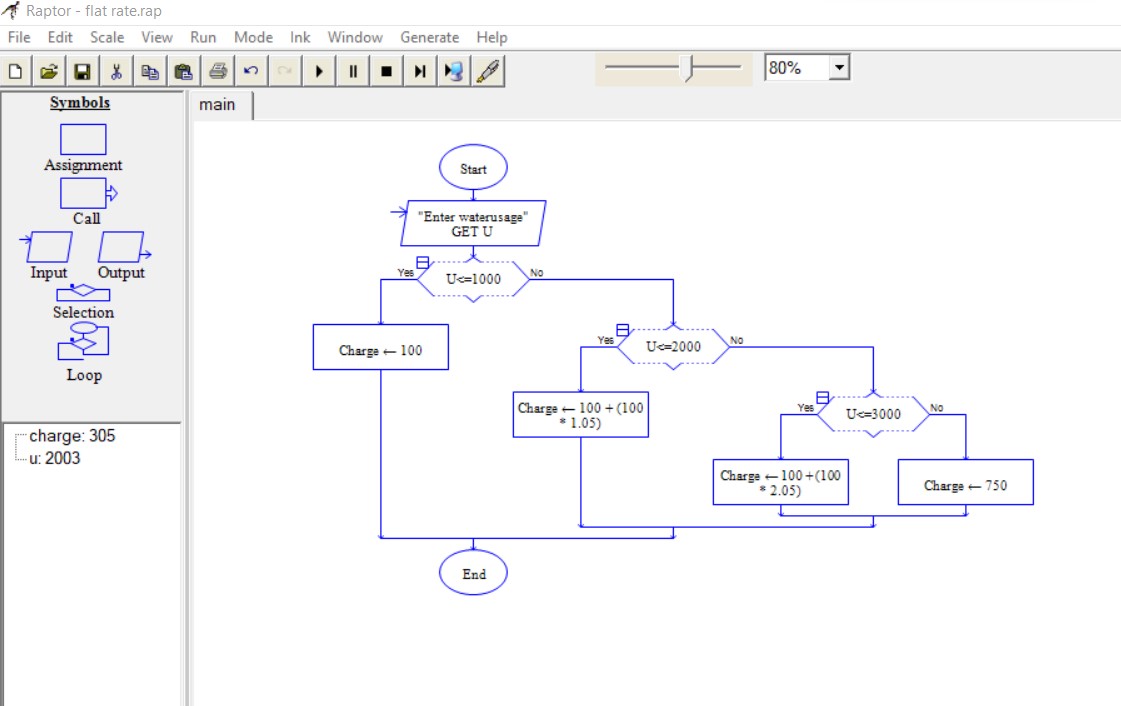 Raptor - flat rate.rap
File Edit Scale View Run Mode Ink Window Generate Help
80%
Symbols
Assignment
Call
Input Output
Selection
Loop
charge: 305
u: 2003
main
Start
"Enter waterusage"
GET U
Yes U<=1000 No
Charge ← 100
Yes U<=2000 No
Charge ← 100 + (100
* 1.05)
Yes U<=3000 No
Charge ← 100 +(100
* 2.05)
Charge ← 750
End